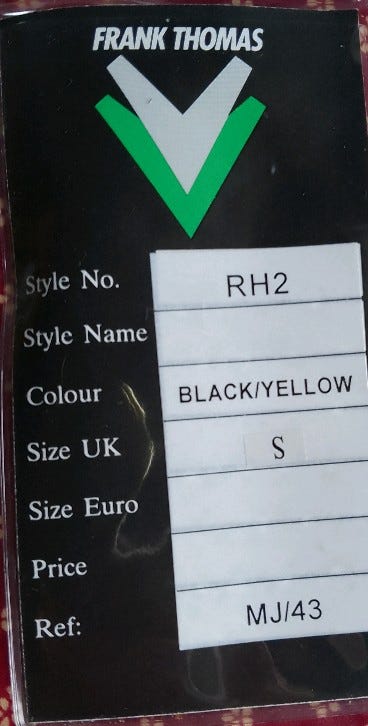 FRANK THOMAS
Style No. RH2
Style Name
Colour BLACK/YELLOW
Size UK S
Size Euro
Price
Ref: MJ/43